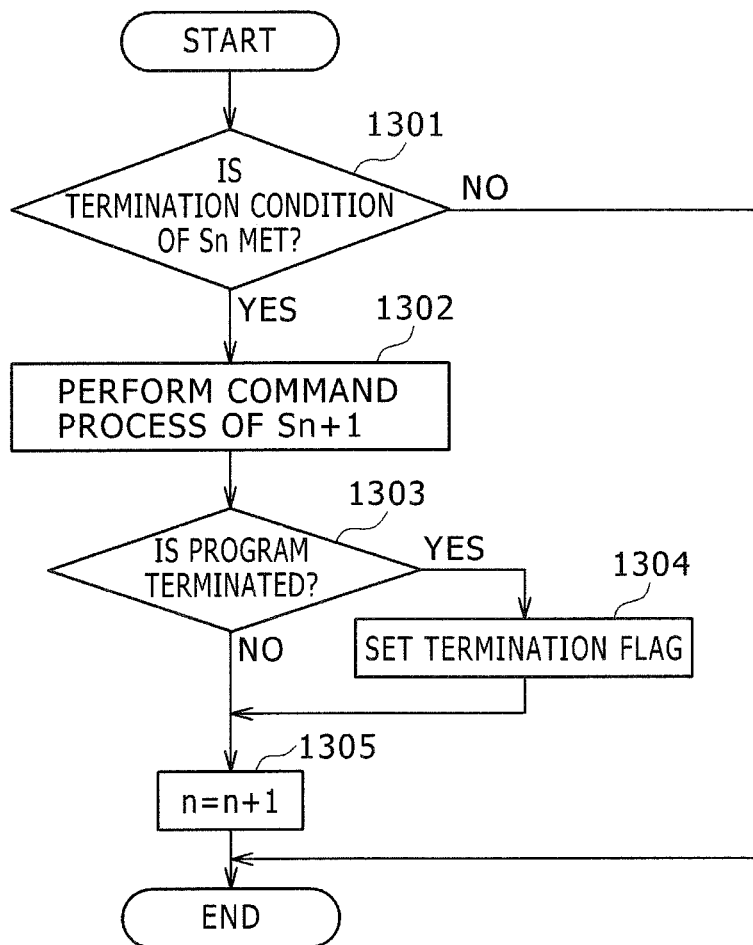 START
1301
IS
TERMINATION CONDITION
OF Sn MET?
NO
YES
1302
PERFORM COMMAND
PROCESS OF Sn+1
1303
IS PROGRAM
TERMINATED?
YES
1304
SET TERMINATION FLAG
NO
1305
n=n+1
END